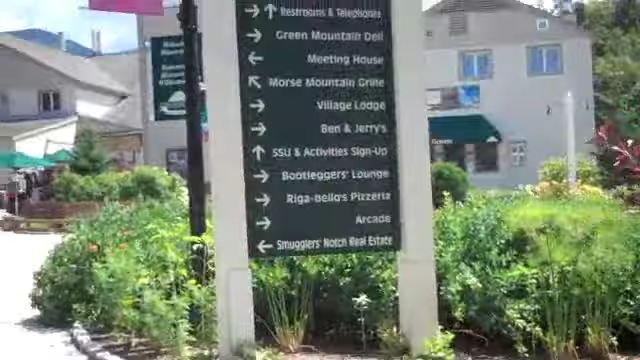 → ↑ Restrooms & Telephones
→ Green Mountain Deli
← Meeting House
↖ Morse Mountain Grille
→ Village Lodge
→ Ben & Jerry's
↑ SSU & Activities Sign-Up
→ Bootleggers' Lounge
→ Riga-bello's Pizzeria
→ Arcade
← Smugglers' Notch Real Estate